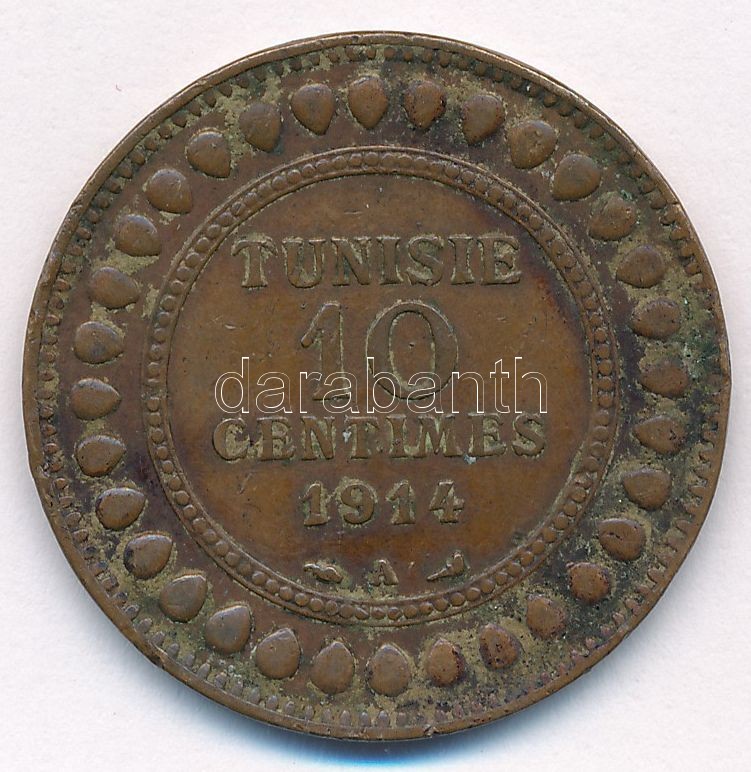 TUNISIE
10
darabanth
CENTIMES
1914
A